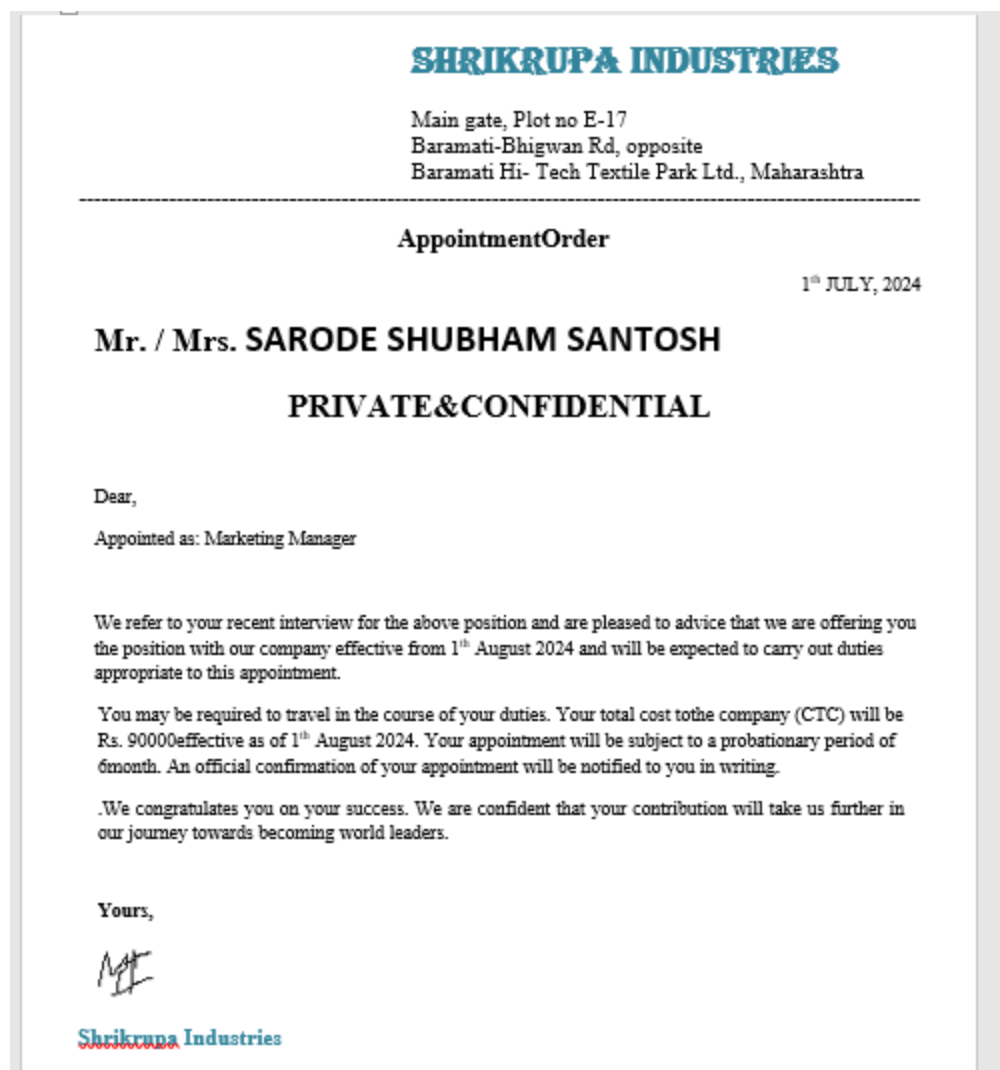 SHRIKRUPA INDUSTRIES
Main gate, Plot no E-17
Baramati-Bhigwan Rd, opposite
Baramati Hi- Tech Textile Park Ltd., Maharashtra
AppointmentOrder
1th JULY, 2024
Mr. / Mrs. SARODE SHUBHAM SANTOSH
PRIVATE&CONFIDENTIAL
Dear,
Appointed as: Marketing Manager
We refer to your recent interview for the above position and are pleased to advice that we are offering you
the position with our company effective from 1th August 2024 and will be expected to carry out duties
appropriate to this appointment.
You may be required to travel in the course of your duties. Your total cost tothe company (CTC) will be
Rs. 90000effective as of 1th August 2024. Your appointment will be subject to a probationary period of
6month. An official confirmation of your appointment will be notified to you in writing.
.We congratulates you on your success. We are confident that your contribution will take us further in
our journey towards becoming world leaders.
Yours,
Shrikrupa Industries